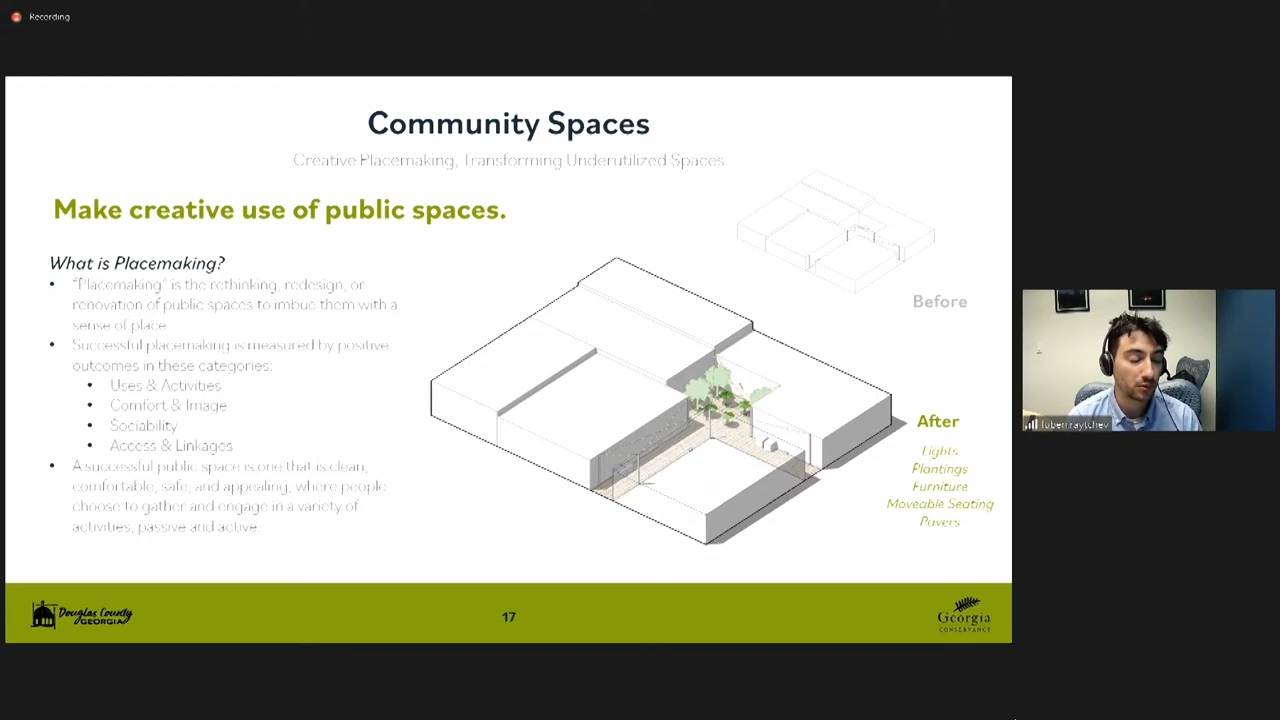 Recording
Community Spaces
Creative Placemaking, Transforming Underutilized Spaces
Make creative use of public spaces.
What is Placemaking?
• "Placemaking" is the rethinking, redesign, or
renovation of public spaces to imbue them with a
sense of place
• Successful placemaking is measured by positive
outcomes in these categories:
• Uses & Activities
• Comfort & Image
• Sociability
• Access & Linkages
• A successful public space is one that is clean,
comfortable, safe, and appealing, where people
choose to gather and engage in a variety of
activities, passive and active.
Before
After
Lights
Plantings
Furniture
Moveable Seating
Pavers
ruben.raytchev
Douglas County
GEORGIA
17
Georgia
CONSERVANCY